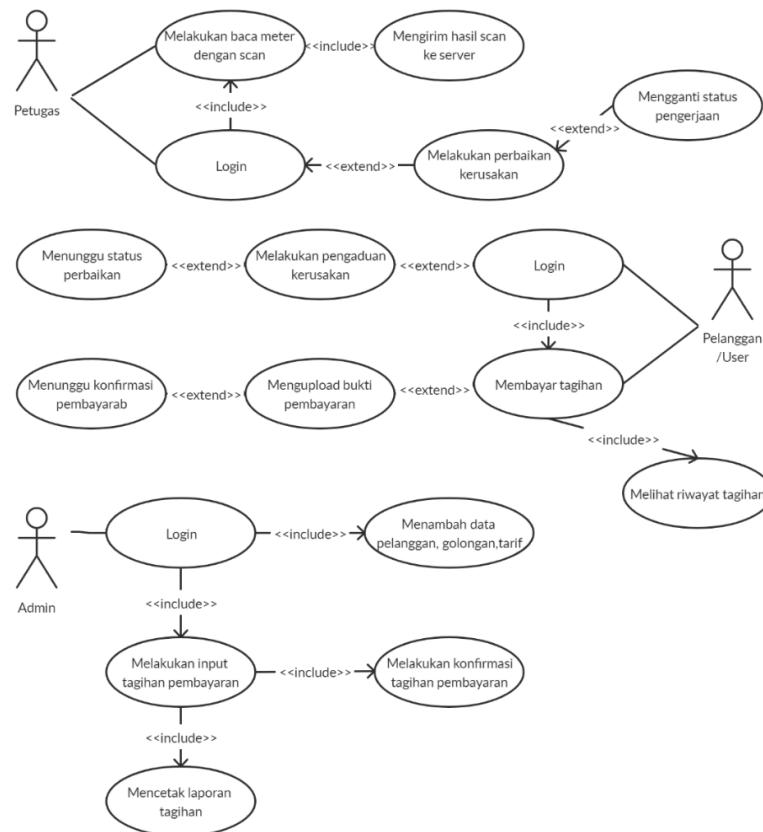 Melakukan baca meter
dengan scan
<<include>>
Mengirim hasil scan
ke server
Petugas
<<include>>
Mengganti status
pengerjaan
<<extend>>
Login
<<extend>>
Melakukan perbaikan
kerusakan
Menunggu status
perbaikan
<<extend>>
Melakukan pengaduan
kerusakan
<<extend>>
Login
<<include>>
Pelanggan
/User
Menunggu konfirmasi
pembayarab
<<extend>>
Mengupload bukti
pembayaran
<<extend>>
Membayar tagihan
<<include>>
Melihat riwayat tagihan
Login
<<include>>
Menambah data
pelanggan, golongan,tarif
Admin
<<include>>
Melakukan input
tagihan pembayaran
<<include>>
Melakukan konfirmasi
tagihan pembayaran
<<include>>
Mencetak laporan
tagihan